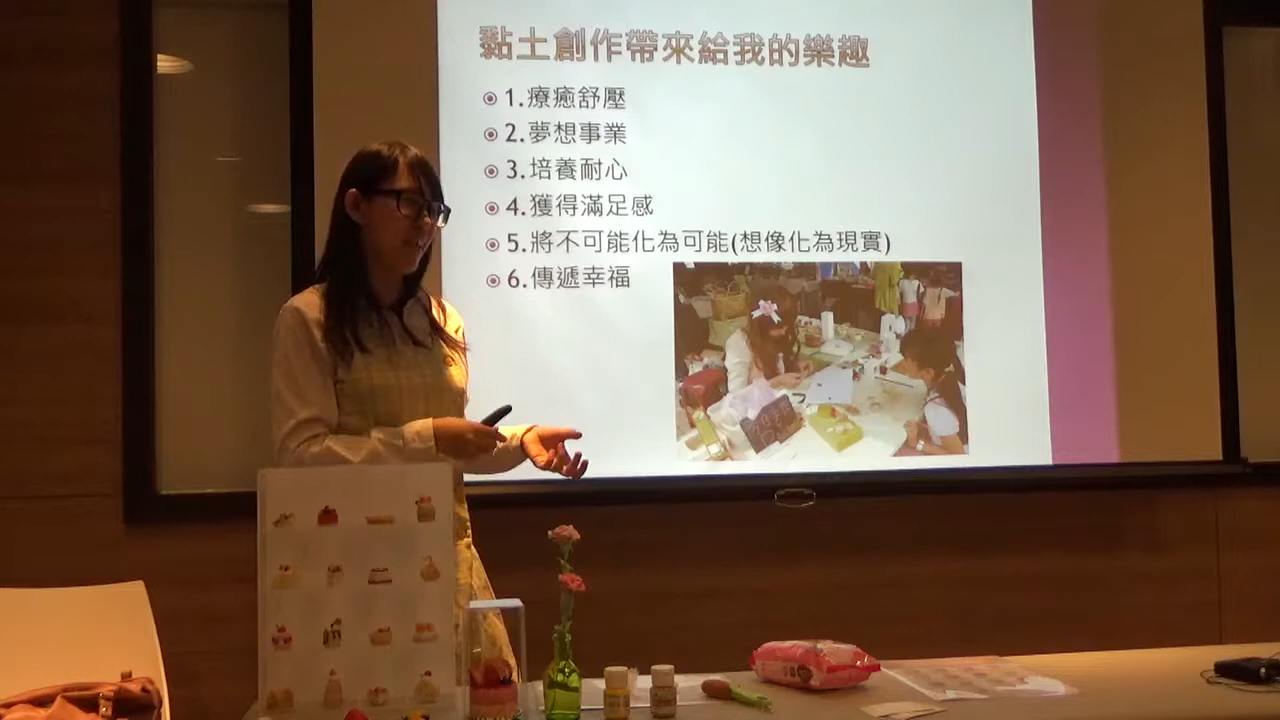 黏土創作帶來給我的樂趣
1.療癒舒壓
2.夢想事業
3.培養耐心
4.獲得滿足感
5.將不可能化為可能(想像化為現實)
6.傳遞幸福